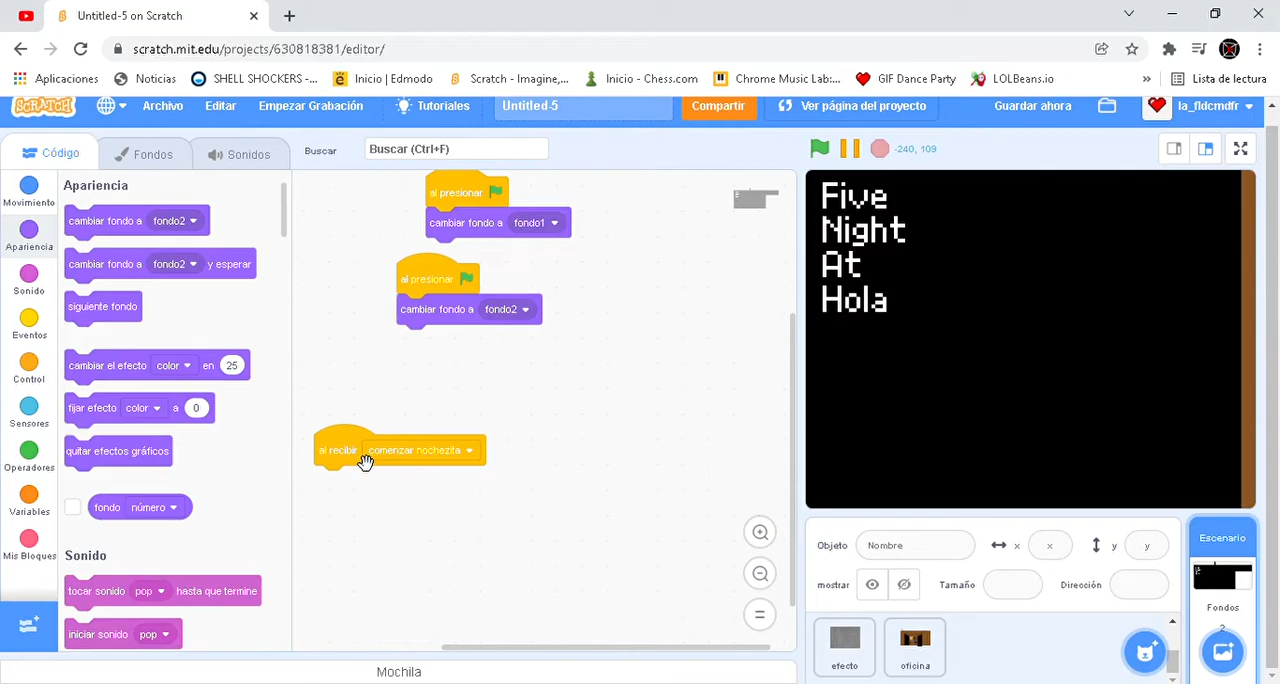 Untitled-5 on Scratch
scratch.mit.edu/projects/630818381/editor/
Aplicaciones Noticias SHELL SHOCKERS -... Inicio | Edmodo Scratch - Imagine,... Inicio - Chess.com Chrome Music Lab:... GIF Dance Party LOLBeans.io » Lista de lectura
SCRATCH Archivo Editar Empezar Grabación Tutoriales Untitled-5 Compartir Ver página del proyecto Guardar ahora la_fldcmdfr
Código Fondos Sonidos Buscar Buscar (Ctrl+F) -240, 109
Movimiento
Apariencia
Sonido
Eventos
Control
Sensores
Operadores
Variables
Mis Bloques
Apariencia
cambiar fondo a fondo2
cambiar fondo a fondo2 y esperar
siguiente fondo
cambiar el efecto color en 25
fijar efecto color a 0
quitar efectos gráficos
fondo número
Sonido
tocar sonido pop hasta que termine
iniciar sonido pop
al presionar
cambiar fondo a fondo1
al presionar
cambiar fondo a fondo2
al recibir comenzar nochezita
Mochila
Five
Night
At
Hola
Objeto Nombre x x y y
mostrar Tamaño Dirección
efecto oficina
Escenario
Fondos
2